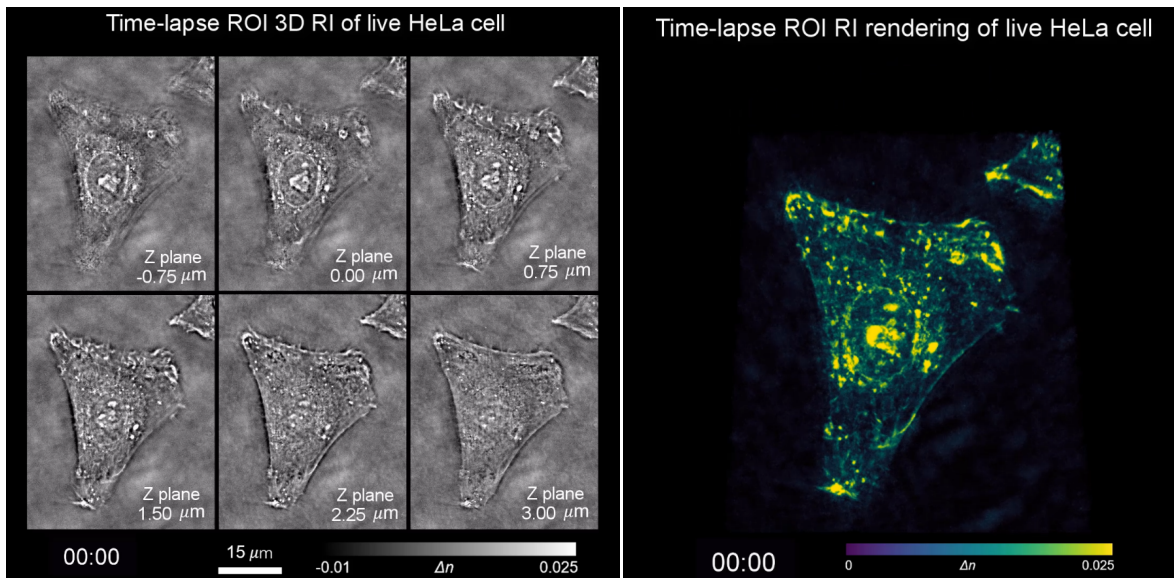 Time-lapse ROI 3D RI of live HeLa cell
Z plane
-0.75 μm
Z plane
0.00 μm
Z plane
0.75 μm
Z plane
1.50 μm
Z plane
2.25 μm
Z plane
3.00 μm
00:00
15 μm
-0.01
Δn
0.025
Time-lapse ROI RI rendering of live HeLa cell
00:00
0
Δn
0.025